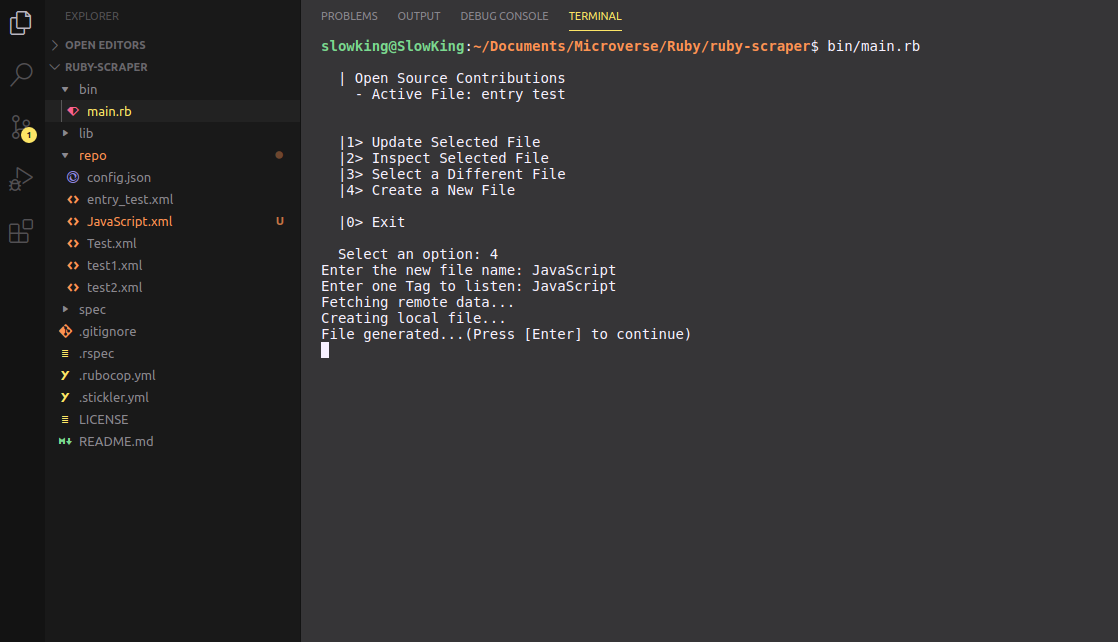 EXPLORER
OPEN EDITORS
RUBY-SCRAPER
bin
main.rb
lib
repo
config.json
entry_test.xml
JavaScript.xml U
Test.xml
test1.xml
test2.xml
spec
.gitignore
.rspec
.rubocop.yml
.stickler.yml
LICENSE
README.md
1
PROBLEMS OUTPUT DEBUG CONSOLE TERMINAL
slowking@SlowKing:~/Documents/Microverse/Ruby/ruby-scraper$ bin/main.rb
| Open Source Contributions
- Active File: entry test
|1> Update Selected File
|2> Inspect Selected File
|3> Select a Different File
|4> Create a New File
|0> Exit
Select an option: 4
Enter the new file name: JavaScript
Enter one Tag to listen: JavaScript
Fetching remote data...
Creating local file...
File generated...(Press [Enter] to continue)